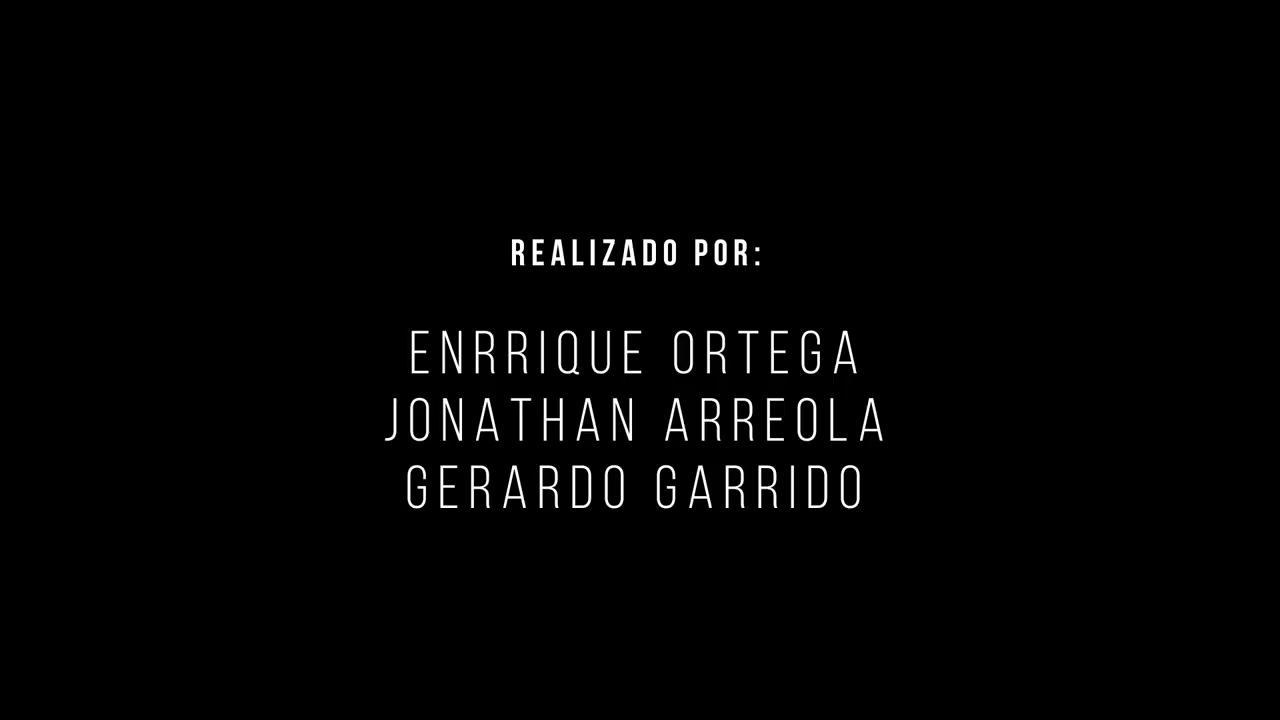 REALIZADO POR:
ENRRIQUE ORTEGA
JONATHAN ARREOLA
GERARDO GARRIDO